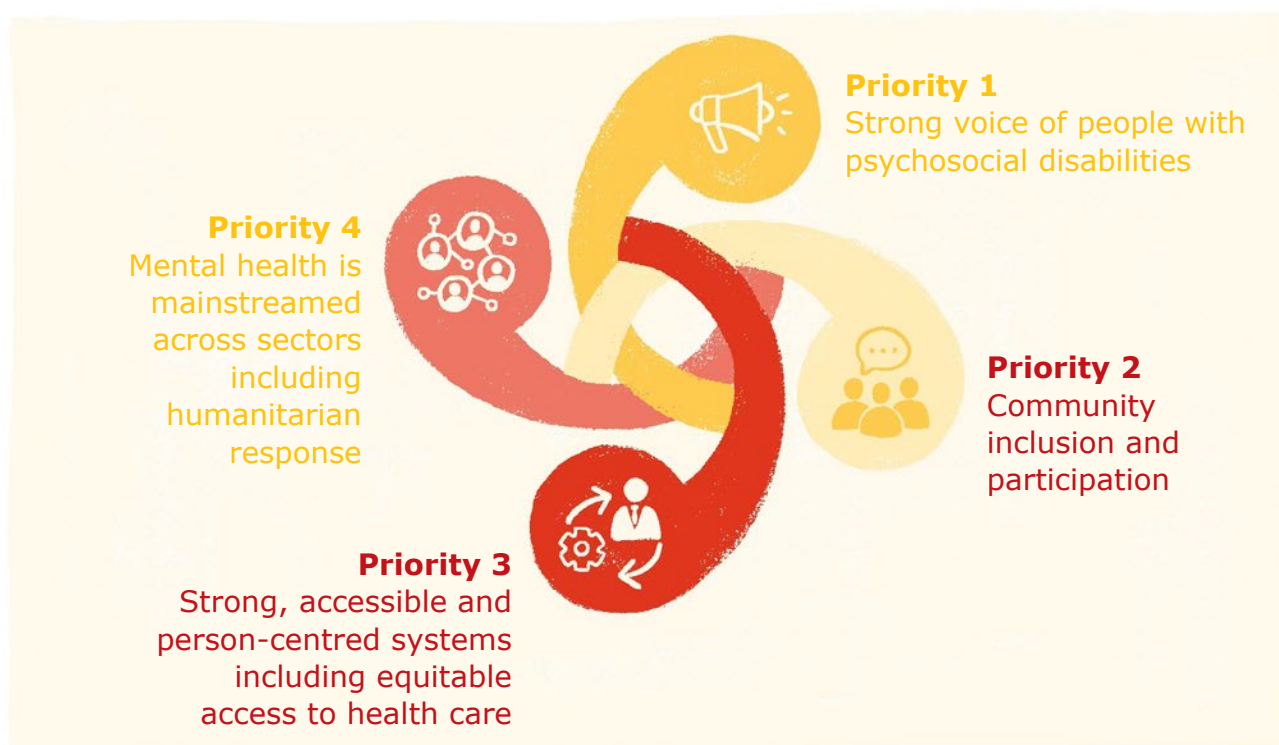 Priority 1
Strong voice of people with
psychosocial disabilities
Priority 2
Community
inclusion and
participation
Priority 3
Strong, accessible and
person-centred systems
including equitable
access to health care
Priority 4
Mental health is
mainstreamed
across sectors
including
humanitarian
response